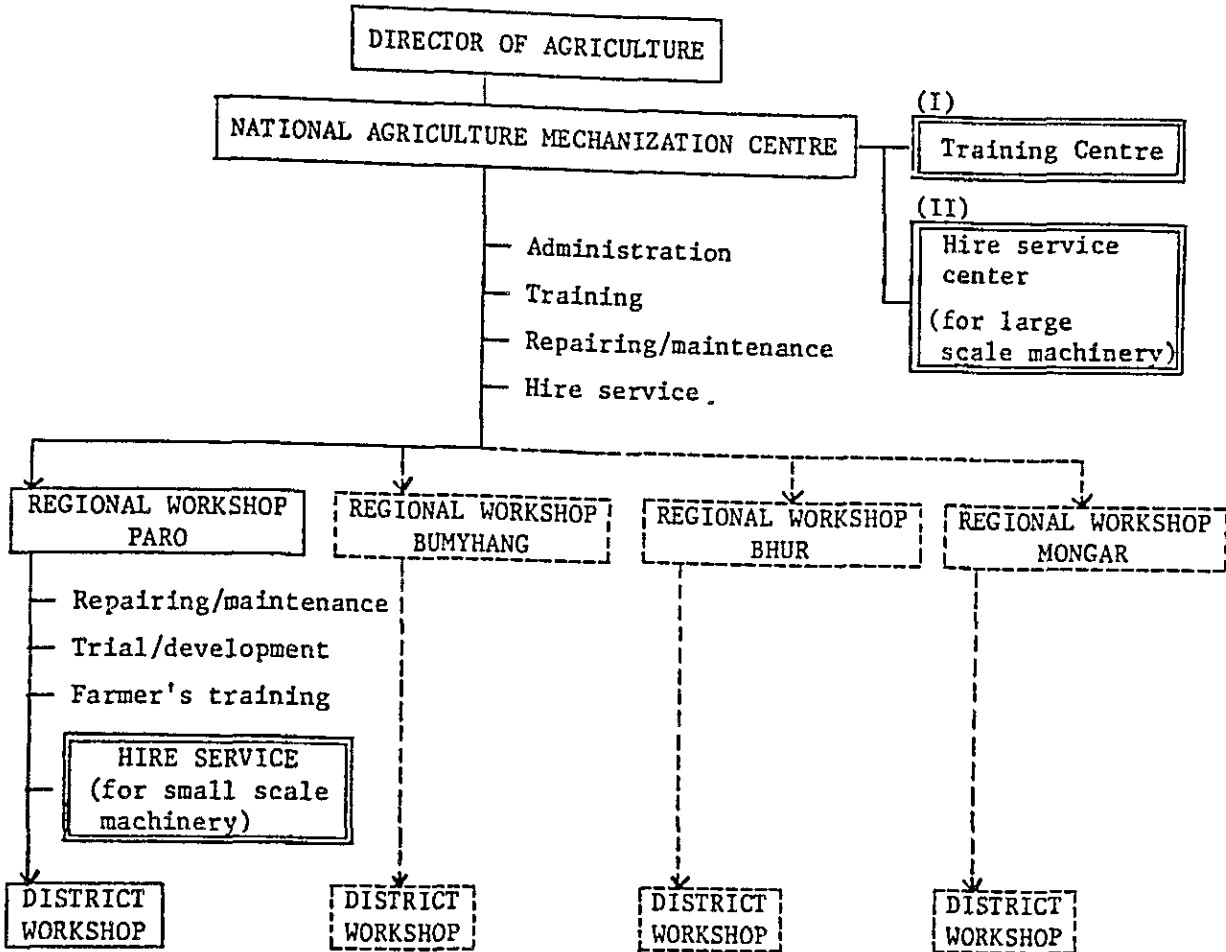 DIRECTOR OF AGRICULTURE
NATIONAL AGRICULTURE MECHANIZATION CENTRE
(I)
Training Centre
(II)
Hire service
center
(for large
scale machinery)
Administration
Training
Repairing/maintenance
Hire service.
REGIONAL WORKSHOP
PARO
REGIONAL WORKSHOP
BUMYHANG
REGIONAL WORKSHOP
BHUR
REGIONAL WORKSHOP
MONGAR
Repairing/maintenance
Trial/development
Farmer's training
HIRE SERVICE
(for small scale
machinery)
DISTRICT
WORKSHOP
DISTRICT
WORKSHOP
DISTRICT
WORKSHOP
DISTRICT
WORKSHOP